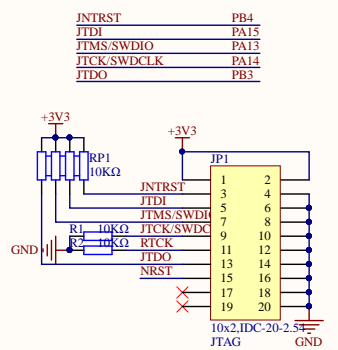 JNTRST PB4
JTDI PA15
JTMS/SWDIO PA13
JTCK/SWDCLK PA14
JTDO PB3
+3V3
+3V3
RP1
10KΩ
JP1
1 2
JNTRST 3 4
JTDI 5 6
JTMS/SWDIO 7 8
R1 10KΩ JTCK/SWDC 9 10
GND R2 10KΩ RTCK 11 12
JTDO 13 14
NRST 15 16
17 18
19 20
10x2,IDC-20-2.54
JTAG GND